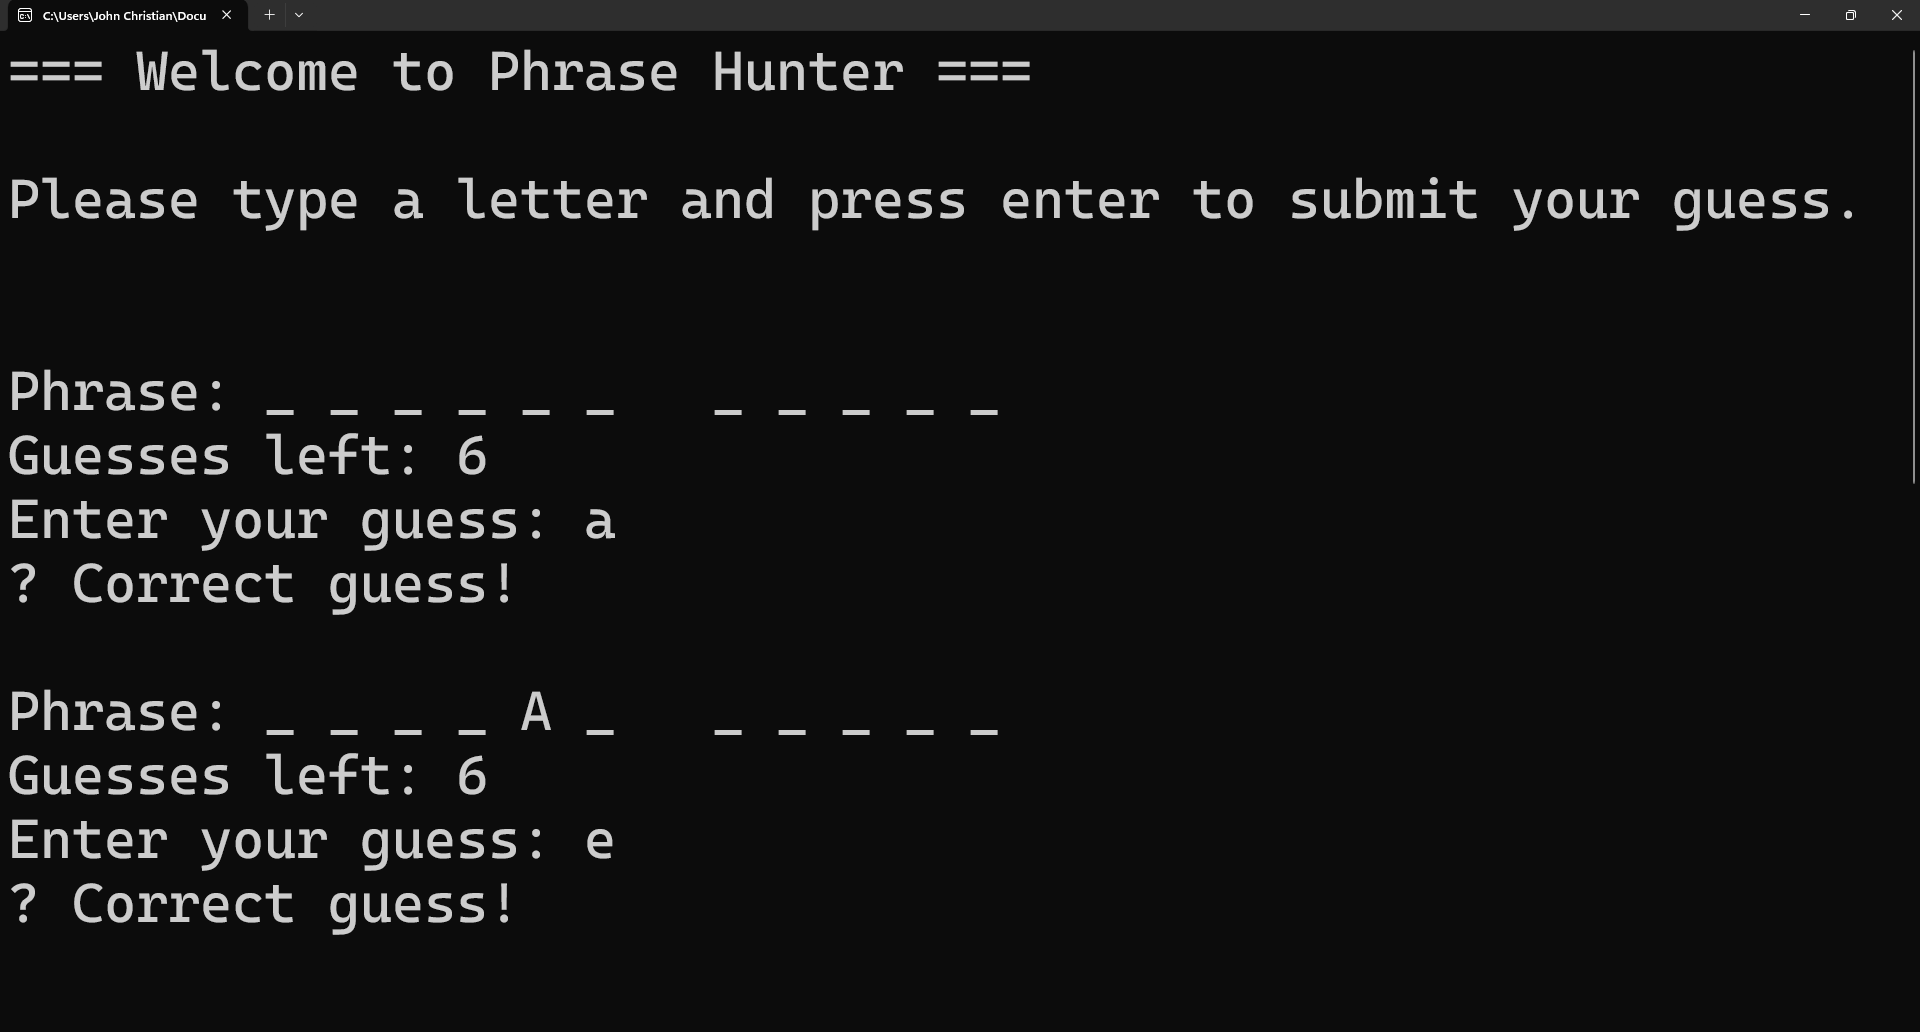 C:\Users\John Christian\Docu
=== Welcome to Phrase Hunter ===
Please type a letter and press enter to submit your guess.
Phrase: _ _ _ _ _ _   _ _ _ _ _
Guesses left: 6
Enter your guess: a
? Correct guess!
Phrase: _ _ _ _ A _   _ _ _ _ _
Guesses left: 6
Enter your guess: e
? Correct guess!